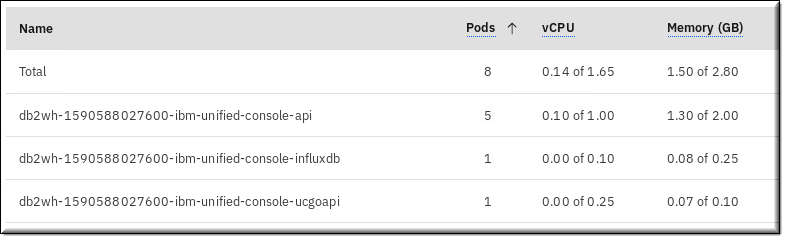 Name Pods ↑ vCPU Memory (GB)
Total 8 0.14 of 1.65 1.50 of 2.80
db2wh-1590588027600-ibm-unified-console-api 5 0.10 of 1.00 1.30 of 2.00
db2wh-1590588027600-ibm-unified-console-influxdb 1 0.00 of 0.10 0.08 of 0.25
db2wh-1590588027600-ibm-unified-console-ucgoapi 1 0.00 of 0.25 0.07 of 0.10